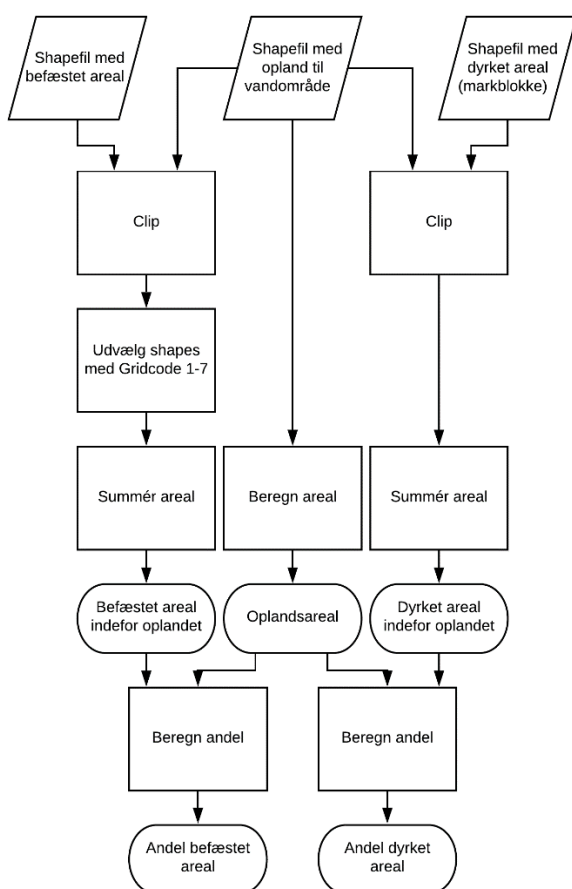 Shapefil med
befæstet areal
Shapefil med
opland til
vandområde
Shapefil med
dyrket areal
(markblokke)
Clip
Clip
Udvælg shapes
med Gridcode 1-7
Summér areal
Beregn areal
Summér areal
Befæstet areal
indefor oplandet
Oplandsareal
Dyrket areal
indefor oplandet
Beregn andel
Beregn andel
Andel befæstet
areal
Andel dyrket
areal